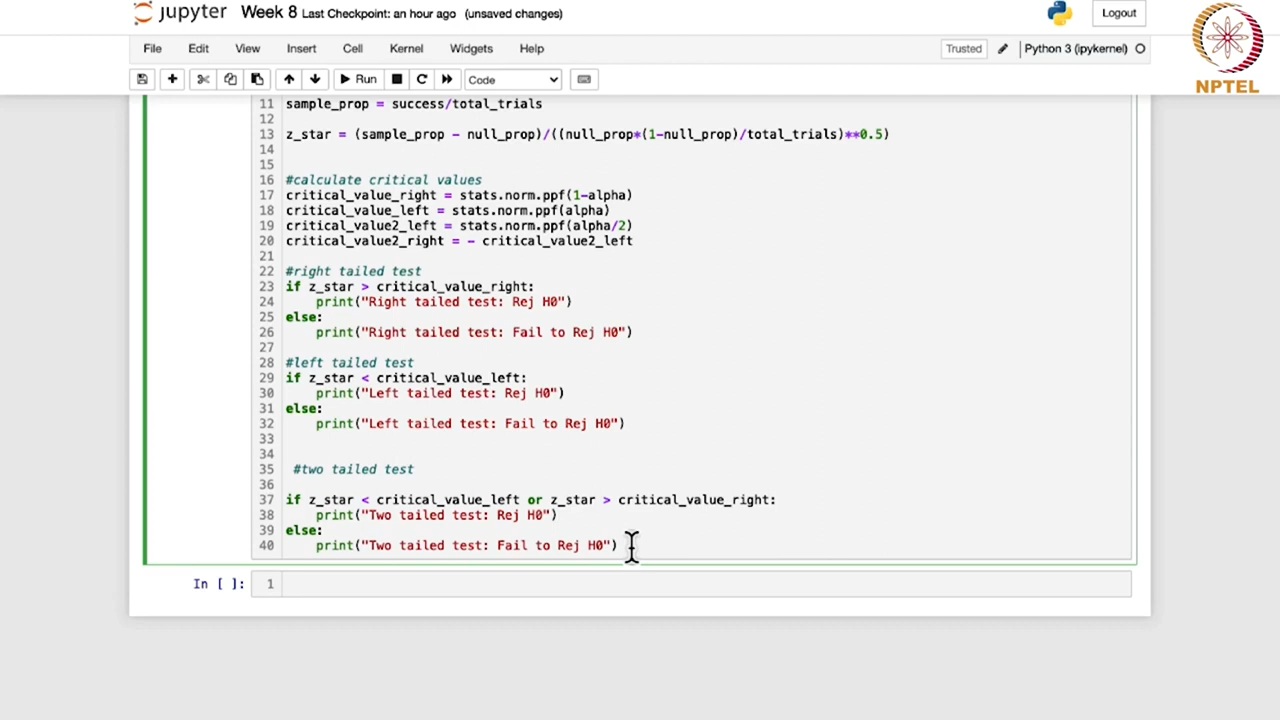 jupyter Week 8 Last Checkpoint: an hour ago (unsaved changes) Logout
File Edit View Insert Cell Kernel Widgets Help Trusted Python 3 (ipykernel)
NPTEL
Run Code
11 sample_prop = success/total_trials
12
13 z_star = (sample_prop - null_prop)/((null_prop*(1-null_prop)/total_trials)**0.5)
14
15
16 #calculate critical values
17 critical_value_right = stats.norm.ppf(1-alpha)
18 critical_value_left = stats.norm.ppf(alpha)
19 critical_value2_left = stats.norm.ppf(alpha/2)
20 critical_value2_right = - critical_value2_left
21
22 #right tailed test
23 if z_star > critical_value_right:
24     print("Right tailed test: Rej H0")
25 else:
26     print("Right tailed test: Fail to Rej H0")
27
28 #left tailed test
29 if z_star < critical_value_left:
30     print("Left tailed test: Rej H0")
31 else:
32     print("Left tailed test: Fail to Rej H0")
33
34
35  #two tailed test
36
37 if z_star < critical_value_left or z_star > critical_value_right:
38     print("Two tailed test: Rej H0")
39 else:
40     print("Two tailed test: Fail to Rej H0")
In [ ]: 1